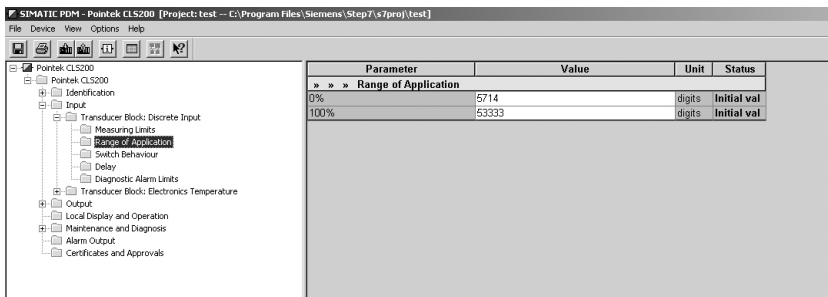 SIMATIC PDM - Pointek CLS200 [Project: test -- C:\Program Files\Siemens\Step7\s7proj\test]
File Device View Options Help
Pointek CLS200
Pointek CLS200
Identification
Input
Transducer Block: Discrete Input
Measuring Limits
Range of Application
Switch Behaviour
Delay
Diagnostic Alarm Limits
Transducer Block: Electronics Temperature
Output
Local Display and Operation
Maintenance and Diagnosis
Alarm Output
Certificates and Approvals
Parameter Value Unit Status
» » » Range of Application
0% 5714 digits Initial val
100% 53333 digits Initial val